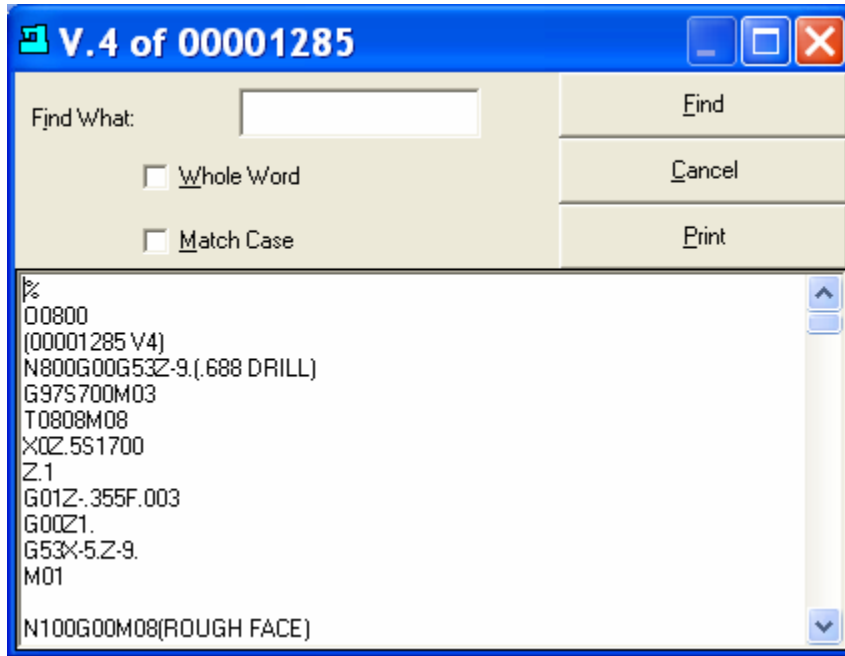 V.4 of 00001285
Find What:
Find
Whole Word
Cancel
Match Case
Print
%
O0800
(00001285 V4)
N800G00G53Z-9.(.688 DRILL)
G97S700M03
T0808M08
X0Z.5S1700
Z.1
G01Z-.355F.003
G00Z1.
G53X-5.Z-9.
M01
N100G00M08(ROUGH FACE)